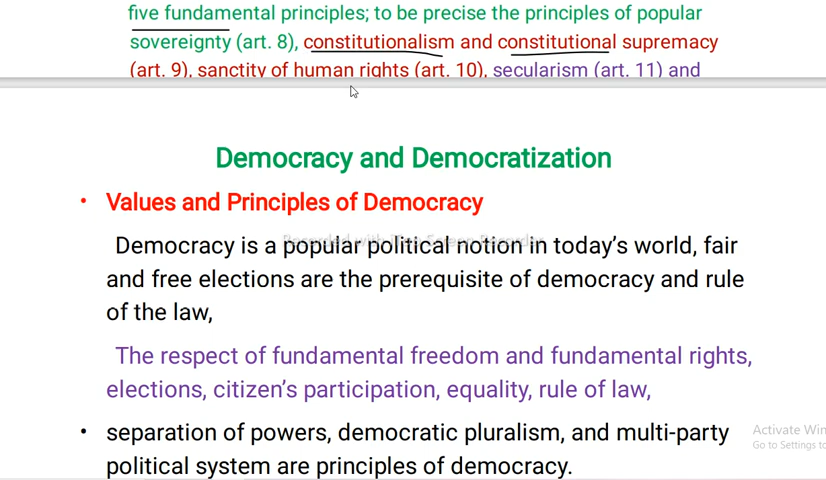 five fundamental principles; to be precise the principles of popular
sovereignty (art. 8), constitutionalism and constitutional supremacy
(art. 9), sanctity of human rights (art. 10), secularism (art. 11) and
Democracy and Democratization
• Values and Principles of Democracy
Democracy is a popular political notion in today's world, fair
and free elections are the prerequisite of democracy and rule
of the law,
The respect of fundamental freedom and fundamental rights,
elections, citizen's participation, equality, rule of law,
• separation of powers, democratic pluralism, and multi-party
political system are principles of democracy.
Activate Win
Go to Settings to